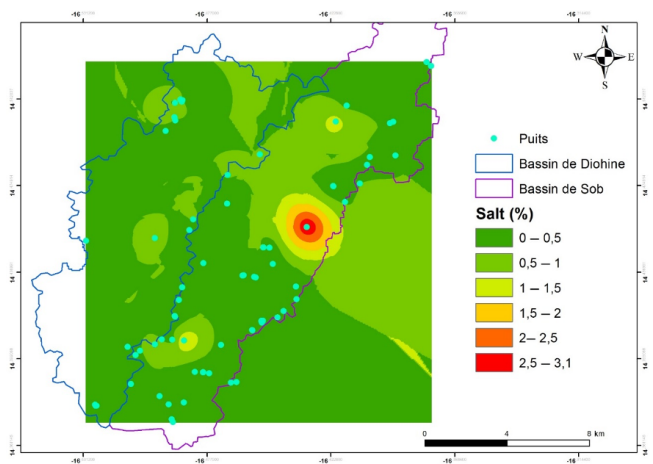 N
W E
S
Puits
Bassin de Diohine
Bassin de Sob
Salt (%)
0 – 0,5
0,5 – 1
1 – 1,5
1,5 – 2
2– 2,5
2,5 – 3,1
0 4 8 km